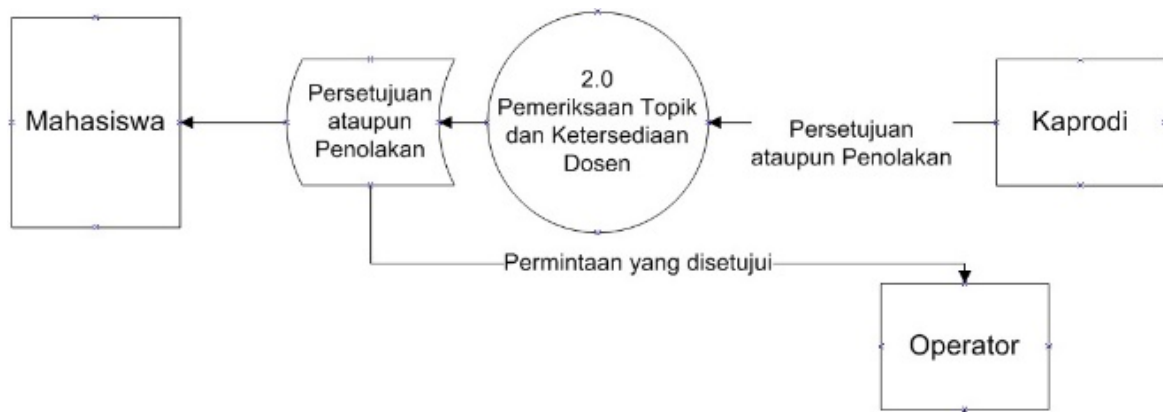 Mahasiswa
Persetujuan
ataupun
Penolakan
2.0
Pemeriksaan Topik
dan Ketersediaan
Dosen
Persetujuan
ataupun Penolakan
Kaprodi
Permintaan yang disetujui
Operator